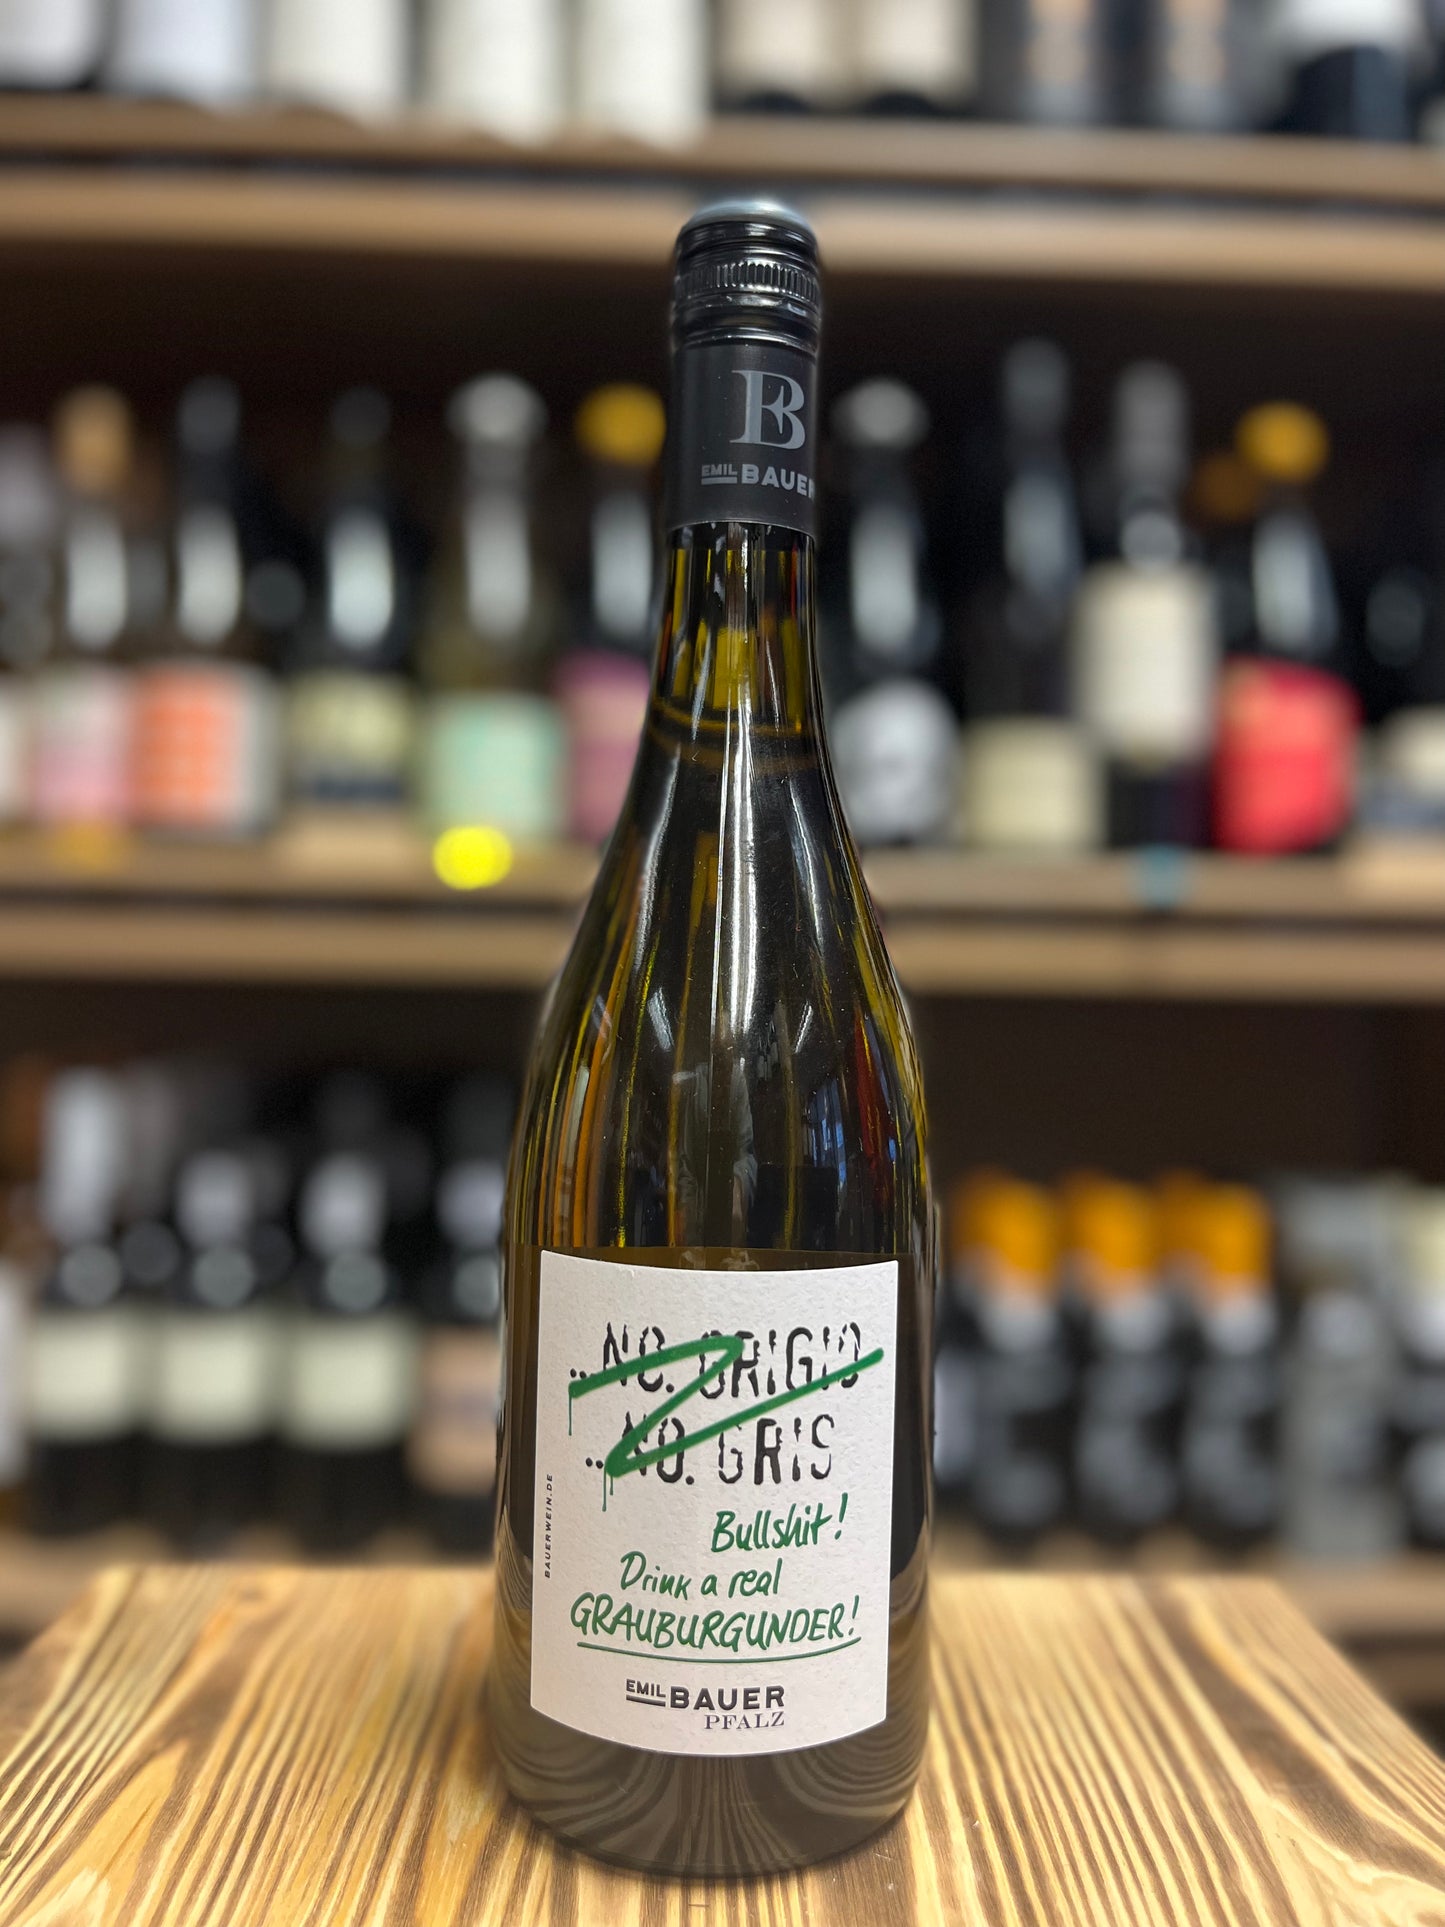 EB
EMIL BAUER
..NO. GRIGIO
..NO. GRIS
Bullshit!
Drink a real
GRAUBURGUNDER!
BAUERWEIN.DE
EMIL BAUER
PFALZ